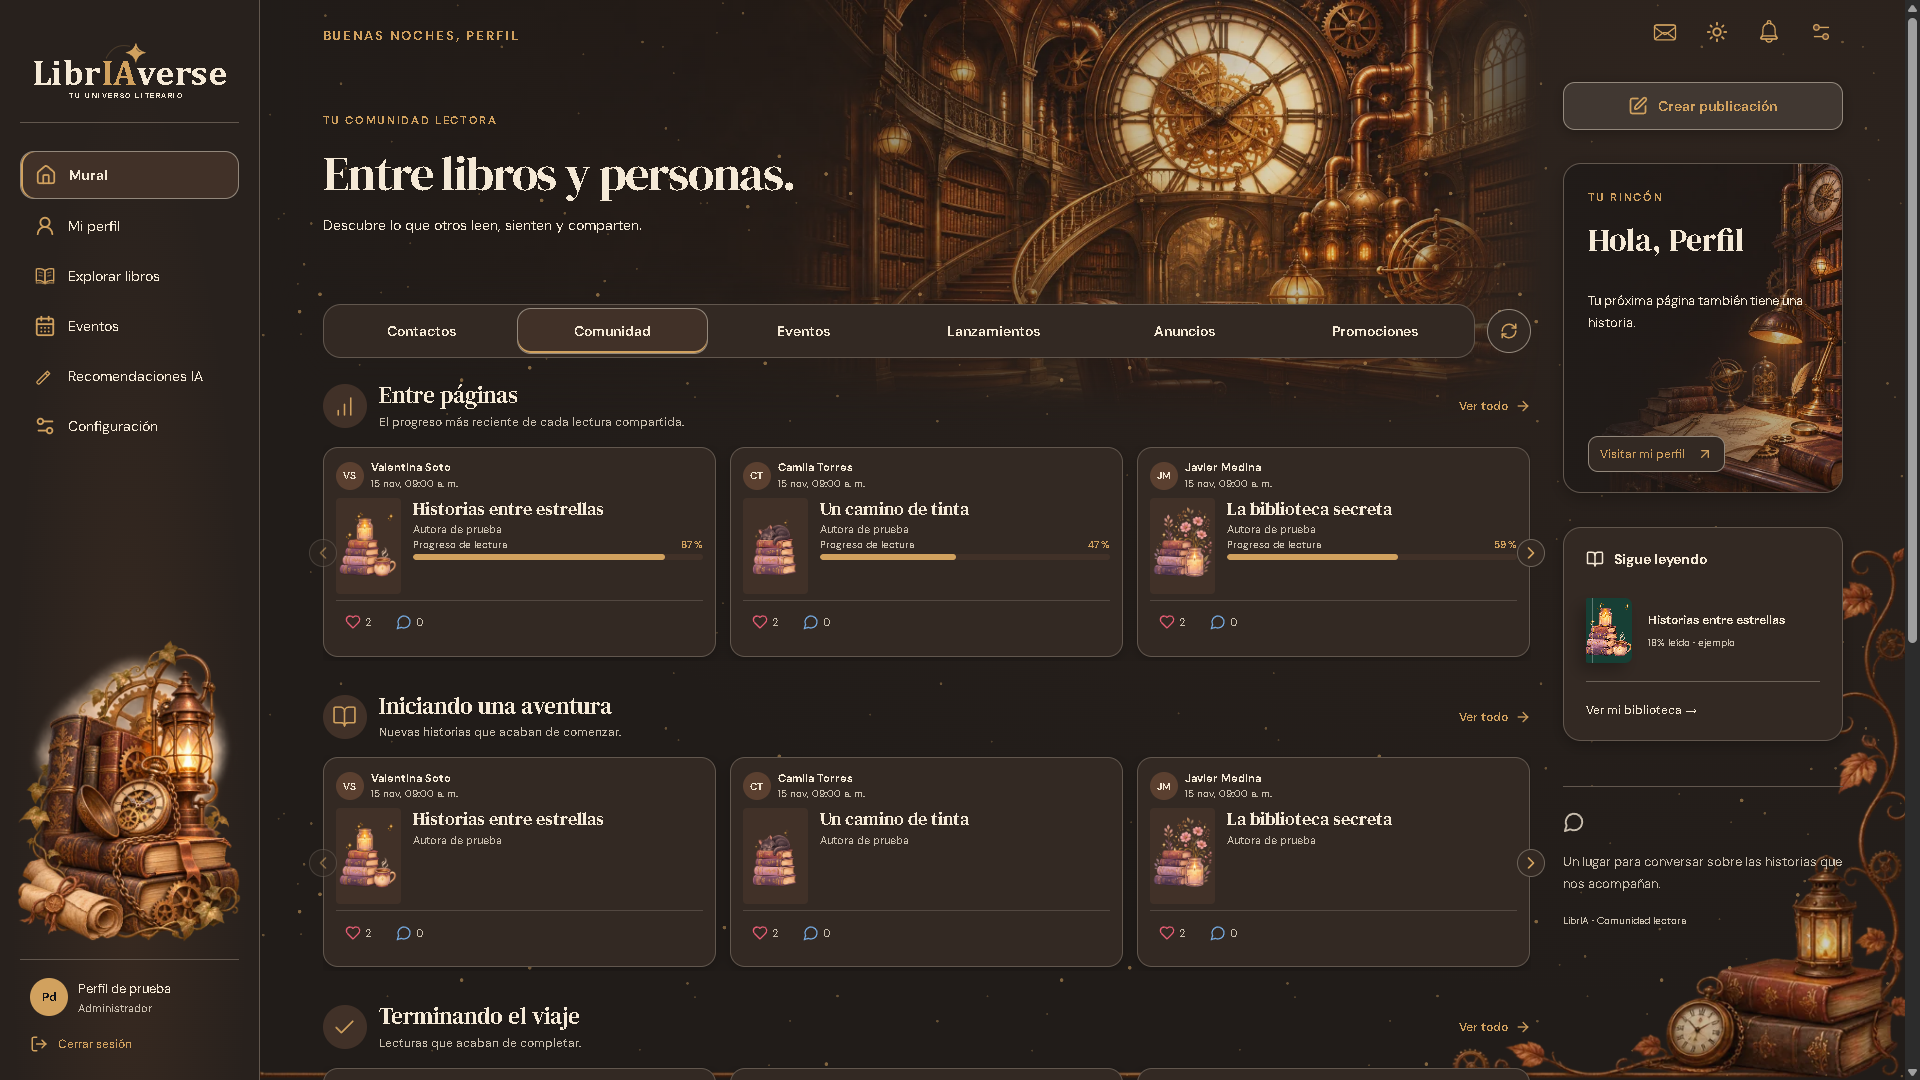 LibrIAverse
TU UNIVERSO LITERARIO
Mural
Mi perfil
Explorar libros
Eventos
Recomendaciones IA
Configuración
Pd
Perfil de prueba
Administrador
Cerrar sesión
BUENAS NOCHES, PERFIL
TU COMUNIDAD LECTORA
Entre libros y personas.
Descubre lo que otros leen, sienten y comparten.
Contactos
Comunidad
Eventos
Lanzamientos
Anuncios
Promociones
Entre páginas
El progreso más reciente de cada lectura compartida.
Ver todo
VS
Valentina Soto
15 nov, 09:00 a. m.
Historias entre estrellas
Autora de prueba
Progreso de lectura 87%
2 0
CT
Camila Torres
15 nov, 09:00 a. m.
Un camino de tinta
Autora de prueba
Progreso de lectura 47%
2 0
JM
Javier Medina
15 nov, 09:00 a. m.
La biblioteca secreta
Autora de prueba
Progreso de lectura 59%
2 0
Iniciando una aventura
Nuevas historias que acaban de comenzar.
Ver todo
VS
Valentina Soto
15 nov, 09:00 a. m.
Historias entre estrellas
Autora de prueba
2 0
CT
Camila Torres
15 nov, 09:00 a. m.
Un camino de tinta
Autora de prueba
2 0
JM
Javier Medina
15 nov, 09:00 a. m.
La biblioteca secreta
Autora de prueba
2 0
Terminando el viaje
Lecturas que acaban de completar.
Ver todo
Crear publicación
TU RINCÓN
Hola, Perfil
Tu próxima página también tiene una
historia.
Visitar mi perfil
Sigue leyendo
Historias entre estrellas
18% leído · ejemplo
Ver mi biblioteca →
Un lugar para conversar sobre las historias que
nos acompañan.
LibrIA · Comunidad lectora